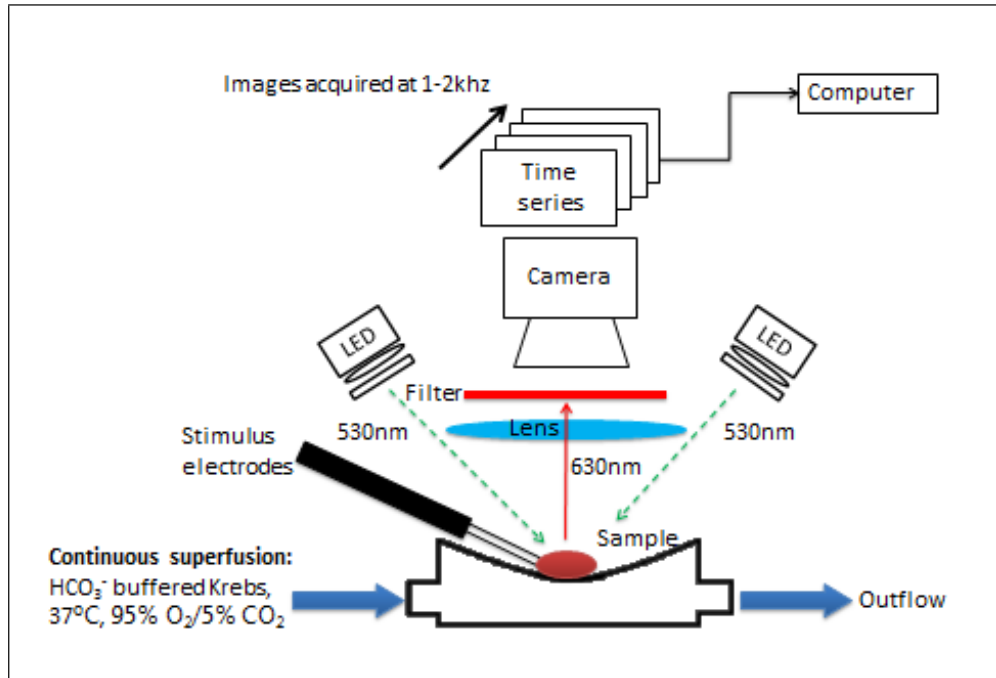 Images acquired at 1-2khz
Computer
Time
series
Camera
LED
LED
Filter
530nm
Lens
530nm
Stimulus
electrodes
630nm
Sample
Continuous superfusion:
HCO₃⁻ buffered Krebs,
37ºC, 95% O₂/5% CO₂
Outflow